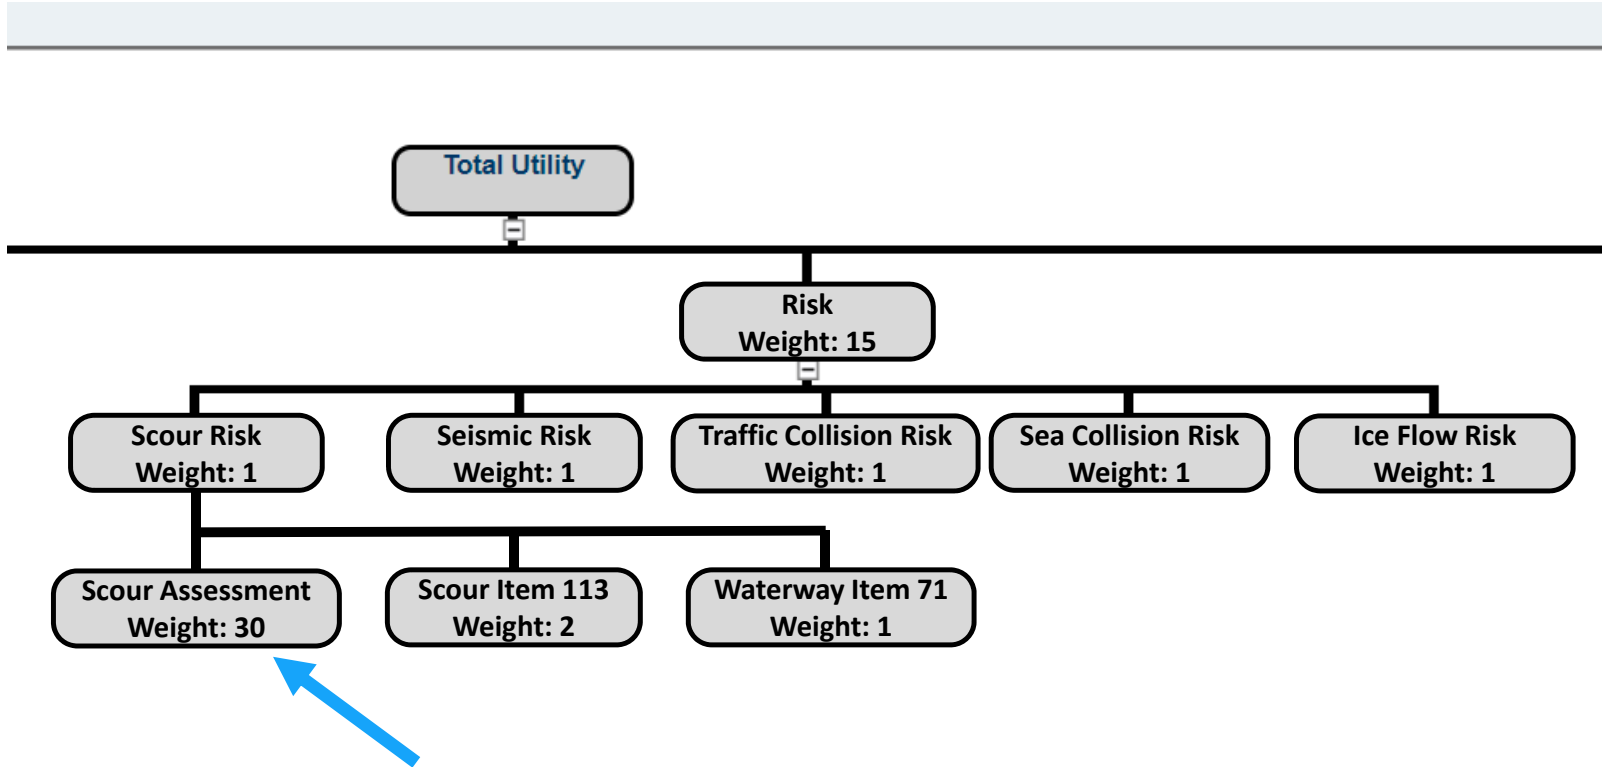 Total Utility
Risk
Weight: 15
Scour Risk
Weight: 1
Seismic Risk
Weight: 1
Traffic Collision Risk
Weight: 1
Sea Collision Risk
Weight: 1
Ice Flow Risk
Weight: 1
Scour Assessment
Weight: 30
Scour Item 113
Weight: 2
Waterway Item 71
Weight: 1